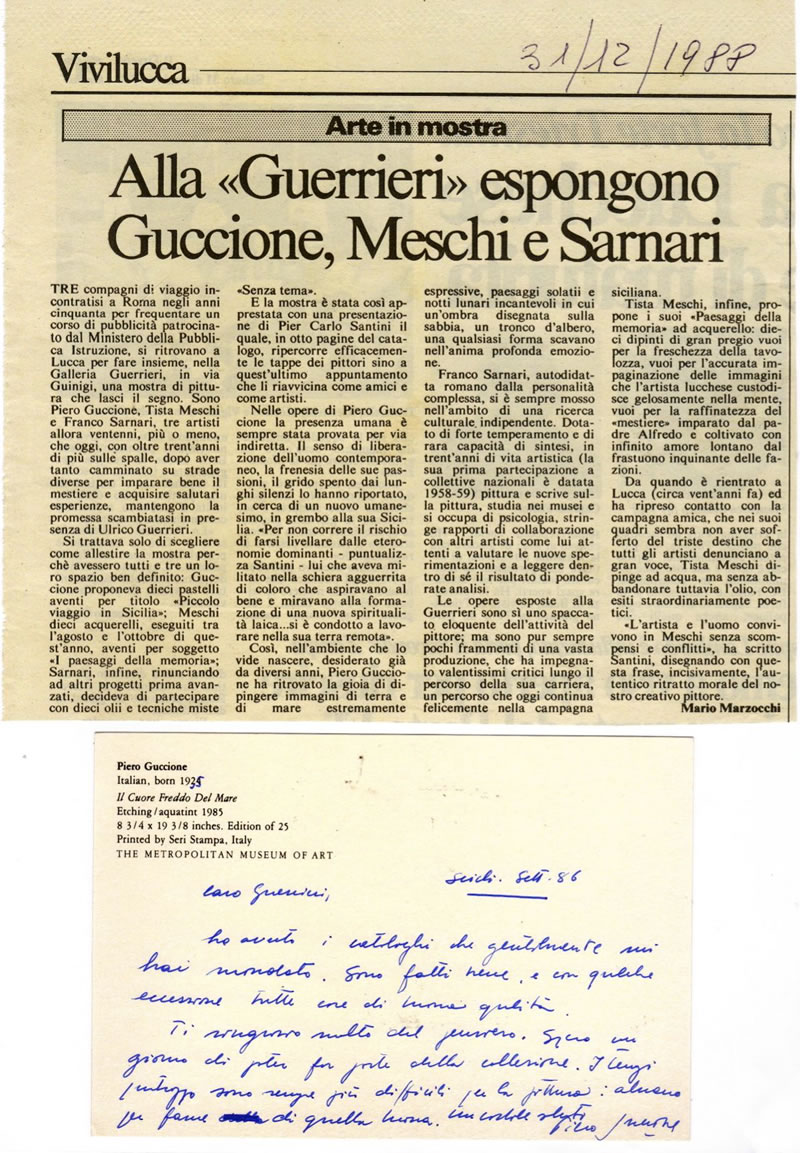 31/12/1988
Vivilucca
Arte in mostra
Alla «Guerrieri» espongono
Guccione, Meschi e Sarnari
TRE compagni di viaggio in-
contratisi a Roma negli anni
cinquanta per frequentare un
corso di pubblicità patrocina-
to dal Ministero della Pubbli-
ca Istruzione, si ritrovano a
Lucca per fare insieme, nella
Galleria Guerrieri, in via
Guinigi, una mostra di pittu-
ra che lasci il segno. Sono
Piero Guccione, Tista Meschi
e Franco Sarnari, tre artisti
allora ventenni, più o meno,
che oggi, con oltre trent'anni
di più sulle spalle, dopo aver
tanto camminato su strade
diverse per imparare bene il
mestiere e acquisire salutari
esperienze, mantengono la
promessa scambiatasi in pre-
senza di Ulrico Guerrieri.
Si trattava solo di scegliere
come allestire la mostra per-
chè avessero tutti e tre un lo-
ro spazio ben definito: Guc-
cione proponeva dieci pastelli
aventi per titolo «Piccolo
viaggio in Sicilia»; Meschi
dieci acquerelli, eseguiti tra
l'agosto e l'ottobre di que-
st'anno, aventi per soggetto
«I paesaggi della memoria»;
Sarnari, infine, rinunciando
ad altri progetti prima avan-
zati, decideva di partecipare
con dieci olii e tecniche miste
«Senza tema».
E la mostra è stata così ap-
prestata con una presentazio-
ne di Pier Carlo Santini il
quale, in otto pagine del cata-
logo, ripercorre efficacemen-
te le tappe dei pittori sino a
quest'ultimo appuntamento
che li riavvicina come amici e
come artisti.
Nelle opere di Piero Guc-
cione la presenza umana è
sempre stata provata per via
indiretta. Il senso di libera-
zione dell'uomo contempora-
neo, la frenesia delle sue pas-
sioni, il grido spento dai lun-
ghi silenzi lo hanno riportato,
in cerca di un nuovo umane-
simo, in grembo alla sua Sici-
lia. «Per non correre il rischio
di farsi livellare dalle etero-
nomie dominanti - puntualiz-
za Santini - lui che aveva mi-
litato nella schiera agguerrita
di coloro che aspiravano al
bene e miravano alla forma-
zione di una nuova spirituali-
tà laica...si è condotto a lavo-
rare nella sua terra remota».
Così, nell'ambiente che lo
vide nascere, desiderato già
da diversi anni, Piero Guccio-
ne ha ritrovato la gioia di di-
pingere immagini di terra e
di mare estremamente
espressive, paesaggi solatii e
notti lunari incantevoli in cui
un'ombra disegnata sulla
sabbia, un tronco d'albero,
una qualsiasi forma scavano
nell'anima profonda emozio-
ne.
Franco Sarnari, autodidat-
ta romano dalla personalità
complessa, si è sempre mosso
nell'ambito di una ricerca
culturale indipendente. Dota-
to di forte temperamento e di
rara capacità di sintesi, in
trent'anni di vita artistica (la
sua prima partecipazione a
collettive nazionali è datata
1958-59) pittura e scrive sul-
la pittura, studia nei musei e
si occupa di psicologia, strin-
ge rapporti di collaborazione
con altri artisti come lui at-
tenti a valutare le nuove spe-
rimentazioni e a leggere den-
tro di sé il risultato di ponde-
rate analisi.
Le opere esposte alla
Guerrieri sono sì uno spacca-
to eloquente dell'attività del
pittore; ma sono pur sempre
pochi frammenti di una vasta
produzione, che ha impegna-
to valentissimi critici lungo il
percorso della sua carriera,
un percorso che oggi continua
felicemente nella campagna
siciliana.
Tista Meschi, infine, pro-
pone i suoi «Paesaggi della
memoria» ad acquerello: die-
ci dipinti di gran pregio vuoi
per la freschezza della tavo-
lozza, vuoi per l'accurata im-
paginazione delle immagini
che l'artista lucchese custodi-
sce gelosamente nella mente,
vuoi per la raffinatezza del
«mestiere» imparato dal pa-
dre Alfredo e coltivato con
infinito amore lontano dal
frastuono inquinante delle fa-
zioni.
Da quando è rientrato a
Lucca (circa vent'anni fa) ed
ha ripreso contatto con la
campagna amica, che nei suoi
quadri sembra non aver sof-
ferto del triste destino che
tutti gli artisti denunciano a
gran voce, Tista Meschi di-
pinge ad acqua, ma senza ab-
bandonare tuttavia l'olio, con
esiti straordinariamente poe-
tici.
«L'artista e l'uomo convi-
vono in Meschi senza scom-
pensi e conflitti», ha scritto
Santini, disegnando con que-
sta frase, incisivamente, l'au-
tentico ritratto morale del no-
stro creativo pittore.
Mario Marzocchi
Piero Guccione
Italian, born 1935
Il Cuore Freddo Del Mare
Etching/aquatint 1985
8 3/4 x 19 3/8 inches. Edition of 25
Printed by Seri Stampa, Italy
THE METROPOLITAN MUSEUM OF ART
Scicli. Sett. 86
Caro Guerrieri,
ho avuto i cataloghi che gentilmente mi
hai mandato. Sono fatti bene, e con qualche
eccessione tutte cose di buona qualità.
Ti ringrazio molto del pensiero. Spero un
giorno di poter far parte della collezione. I tempi
purtroppo sono sempre più difficili per la pittura: almeno
per farne di quella buona. Un cordiale saluto
Piero Guccione